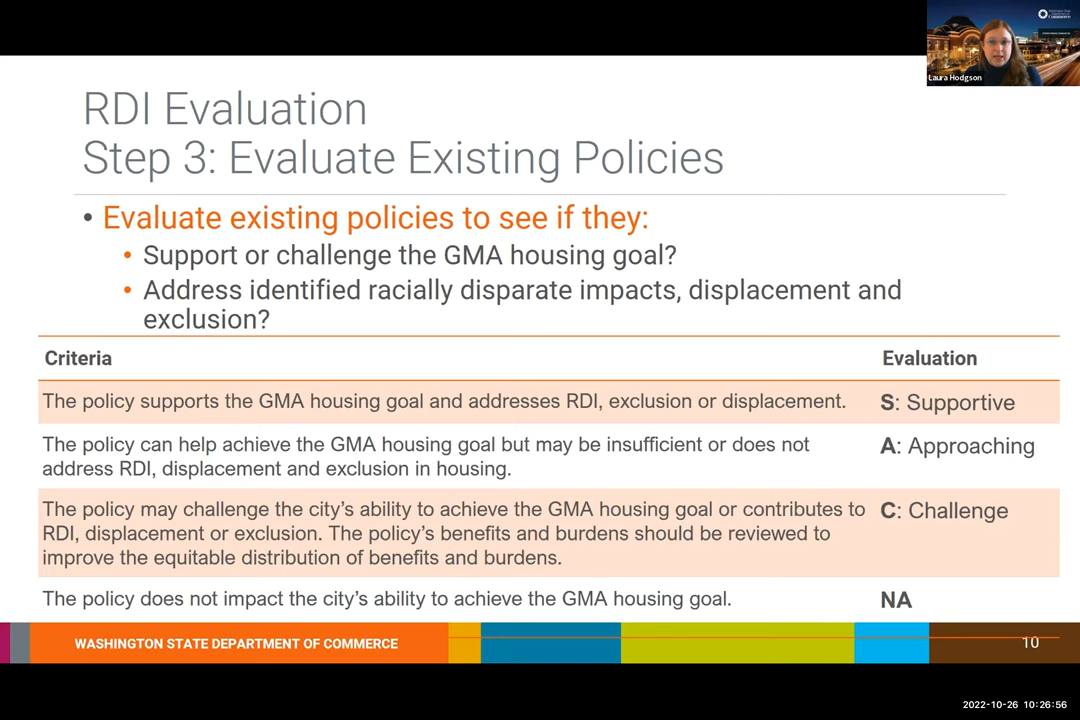 Commerce
Laura Hodgson
RDI Evaluation
Step 3: Evaluate Existing Policies
• Evaluate existing policies to see if they:
• Support or challenge the GMA housing goal?
• Address identified racially disparate impacts, displacement and
exclusion?
Criteria Evaluation
The policy supports the GMA housing goal and addresses RDI, exclusion or displacement. S: Supportive
The policy can help achieve the GMA housing goal but may be insufficient or does not
address RDI, displacement and exclusion in housing.
A: Approaching
The policy may challenge the city's ability to achieve the GMA housing goal or contributes to
RDI, displacement or exclusion. The policy's benefits and burdens should be reviewed to
improve the equitable distribution of benefits and burdens.
C: Challenge
The policy does not impact the city's ability to achieve the GMA housing goal. NA
WASHINGTON STATE DEPARTMENT OF COMMERCE
10
2022-10-26 10:26:56